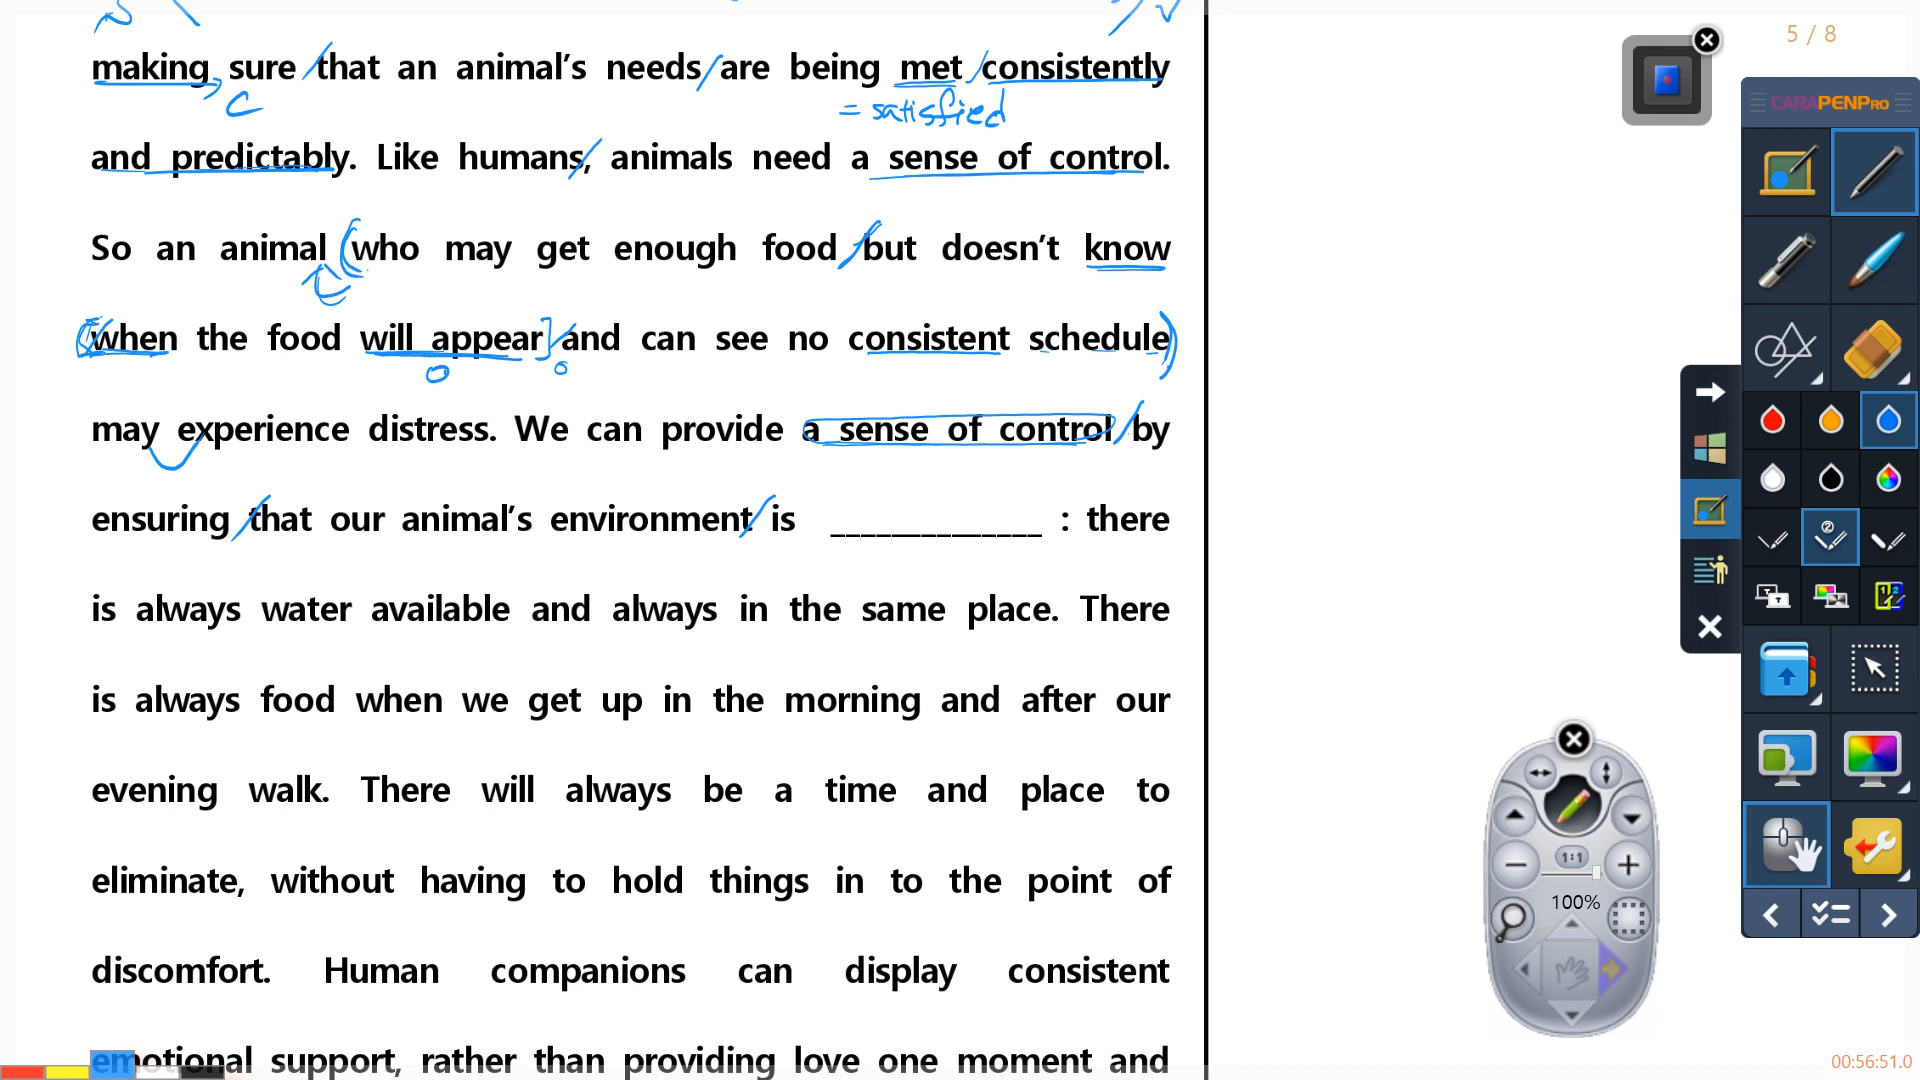 5 / 8
CARAPENPRO
making sure that an animal's needs are being met consistently
= satisfied
C
and predictably. Like humans, animals need a sense of control.
So an animal who may get enough food but doesn't know
when the food will appear] and can see no consistent schedule)
may experience distress. We can provide a sense of control by
ensuring that our animal's environment is ______________ : there
is always water available and always in the same place. There
is always food when we get up in the morning and after our
evening walk. There will always be a time and place to
eliminate, without having to hold things in to the point of
discomfort. Human companions can display consistent
emotional support, rather than providing love one moment and
1:1
100%
00:56:51.0